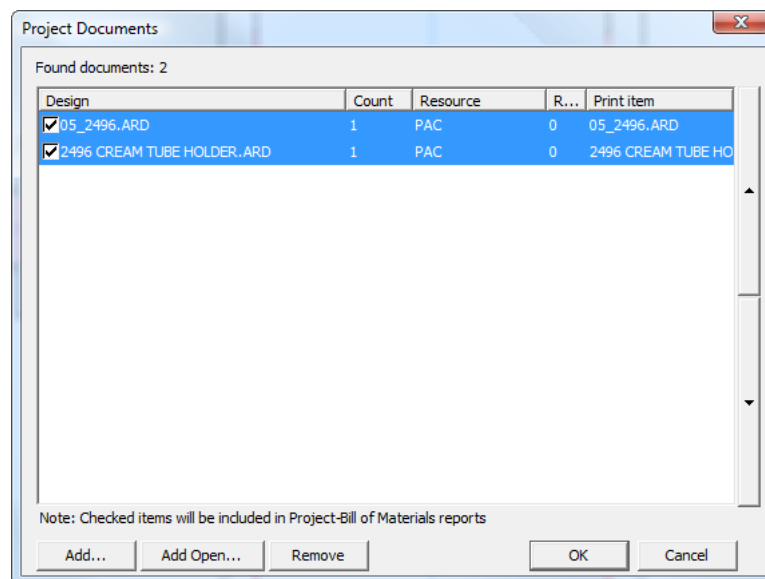 Project Documents
Found documents: 2
Design Count Resource R... Print item
05_2496.ARD 1 PAC 0 05_2496.ARD
2496 CREAM TUBE HOLDER.ARD 1 PAC 0 2496 CREAM TUBE HO
Note: Checked items will be included in Project-Bill of Materials reports
Add... Add Open... Remove OK Cancel